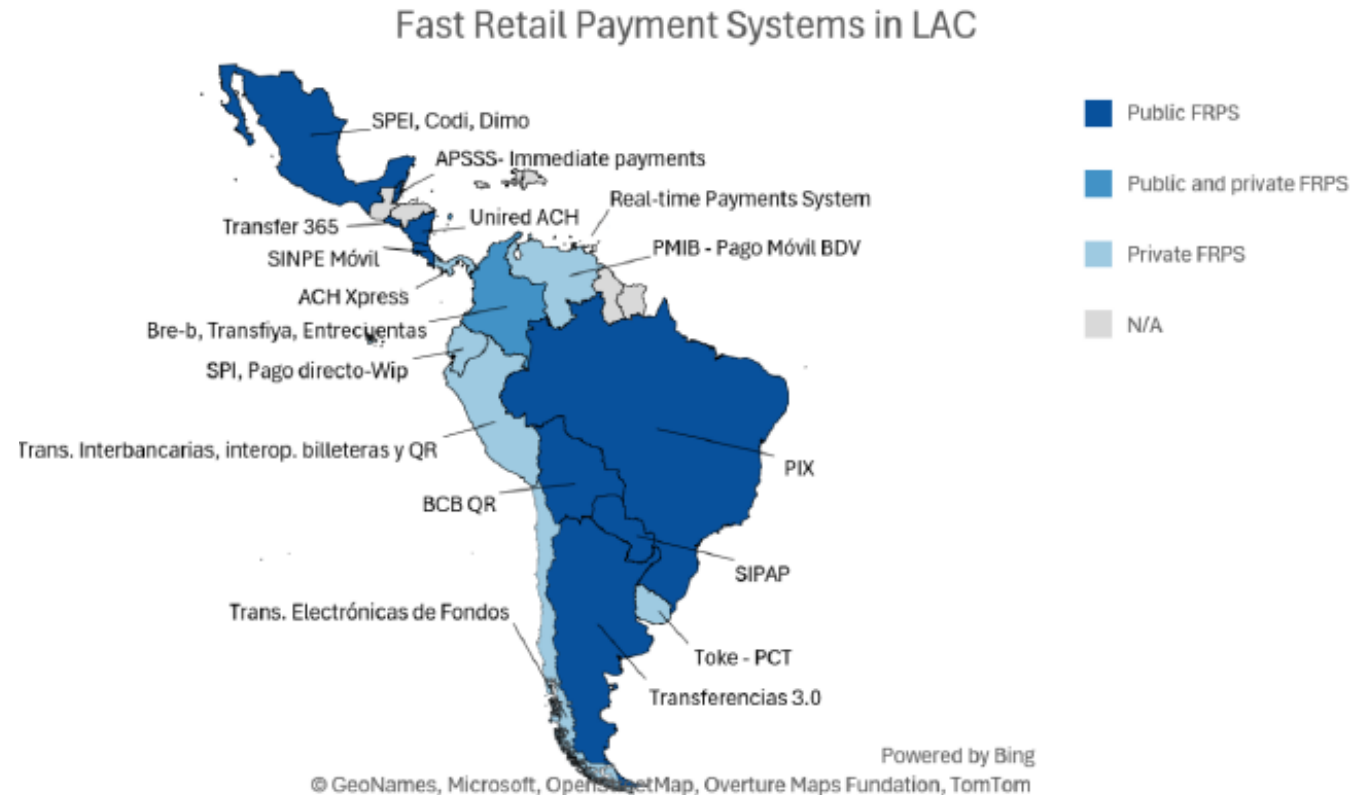 Fast Retail Payment Systems in LAC
SPEI, Codi, Dimo
APSSS- Immediate payments
Real-time Payments System
Transfer 365
Unired ACH
PMIB - Pago Móvil BDV
SINPE Móvil
ACH Xpress
Bre-b, Transfiya, Entrecuentas
SPI, Pago directo-Wip
Trans. Interbancarias, interop. billeteras y QR
PIX
BCB QR
SIPAP
Trans. Electrónicas de Fondos
Toke - PCT
Transferencias 3.0
Public FRPS
Public and private FRPS
Private FRPS
N/A
Powered by Bing
© GeoNames, Microsoft, OpenStreetMap, Overture Maps Fundation, TomTom